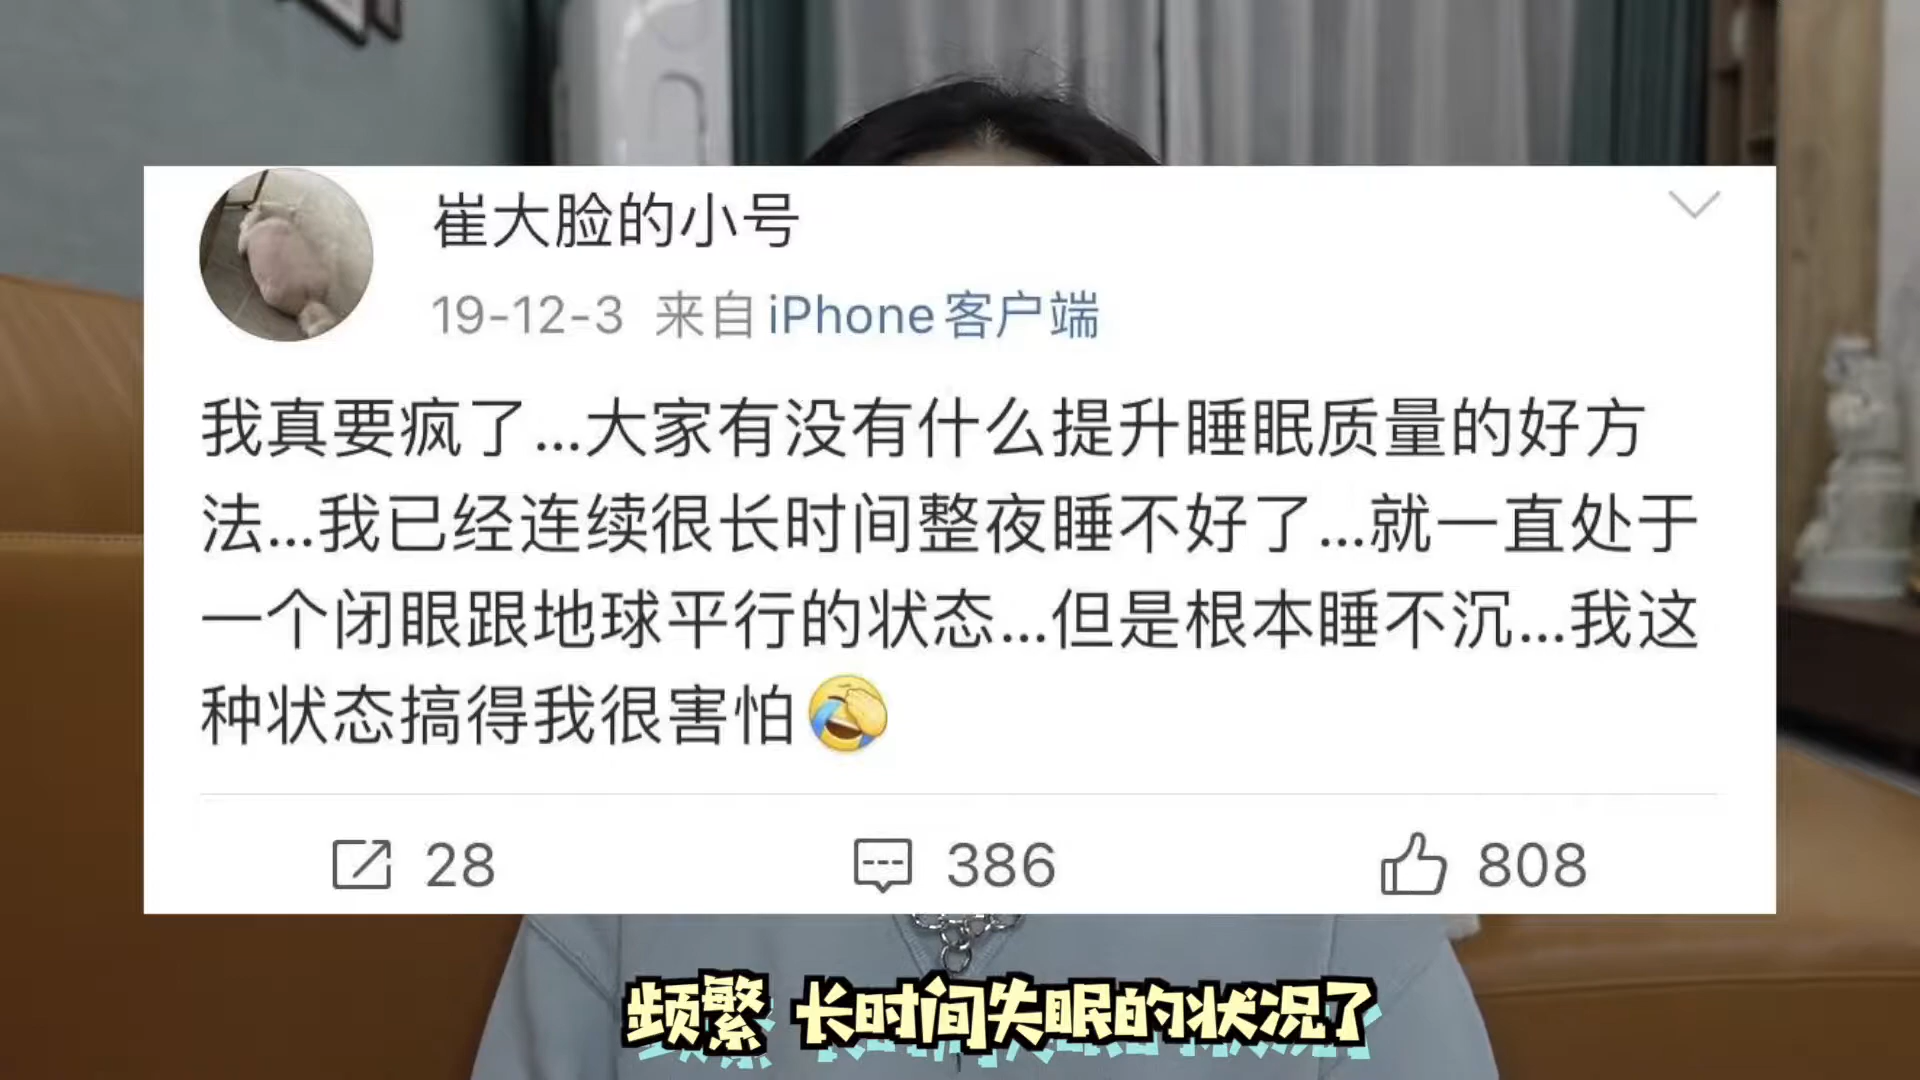 崔大脸的小号
19-12-3 来自 iPhone客户端
我真要疯了...大家有没有什么提升睡眠质量的好方
法...我已经连续很长时间整夜睡不好了...就一直处于
一个闭眼跟地球平行的状态...但是根本睡不沉...我这
种状态搞得我很害怕
28 386 808
频繁 长时间失眠的状况了